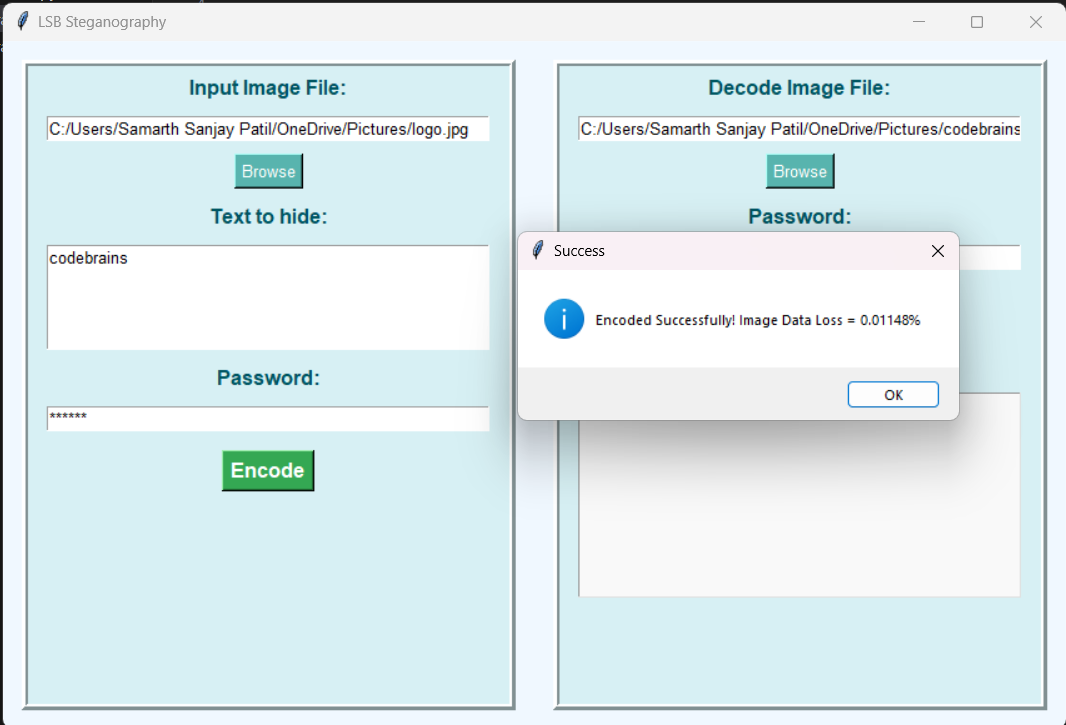 LSB Steganography
Input Image File:
C:/Users/Samarth Sanjay Patil/OneDrive/Pictures/logo.jpg
Browse
Text to hide:
codebrains
Password:
******
Encode
Decode Image File:
C:/Users/Samarth Sanjay Patil/OneDrive/Pictures/codebrains
Browse
Password:
Success
Encoded Successfully! Image Data Loss = 0.01148%
OK